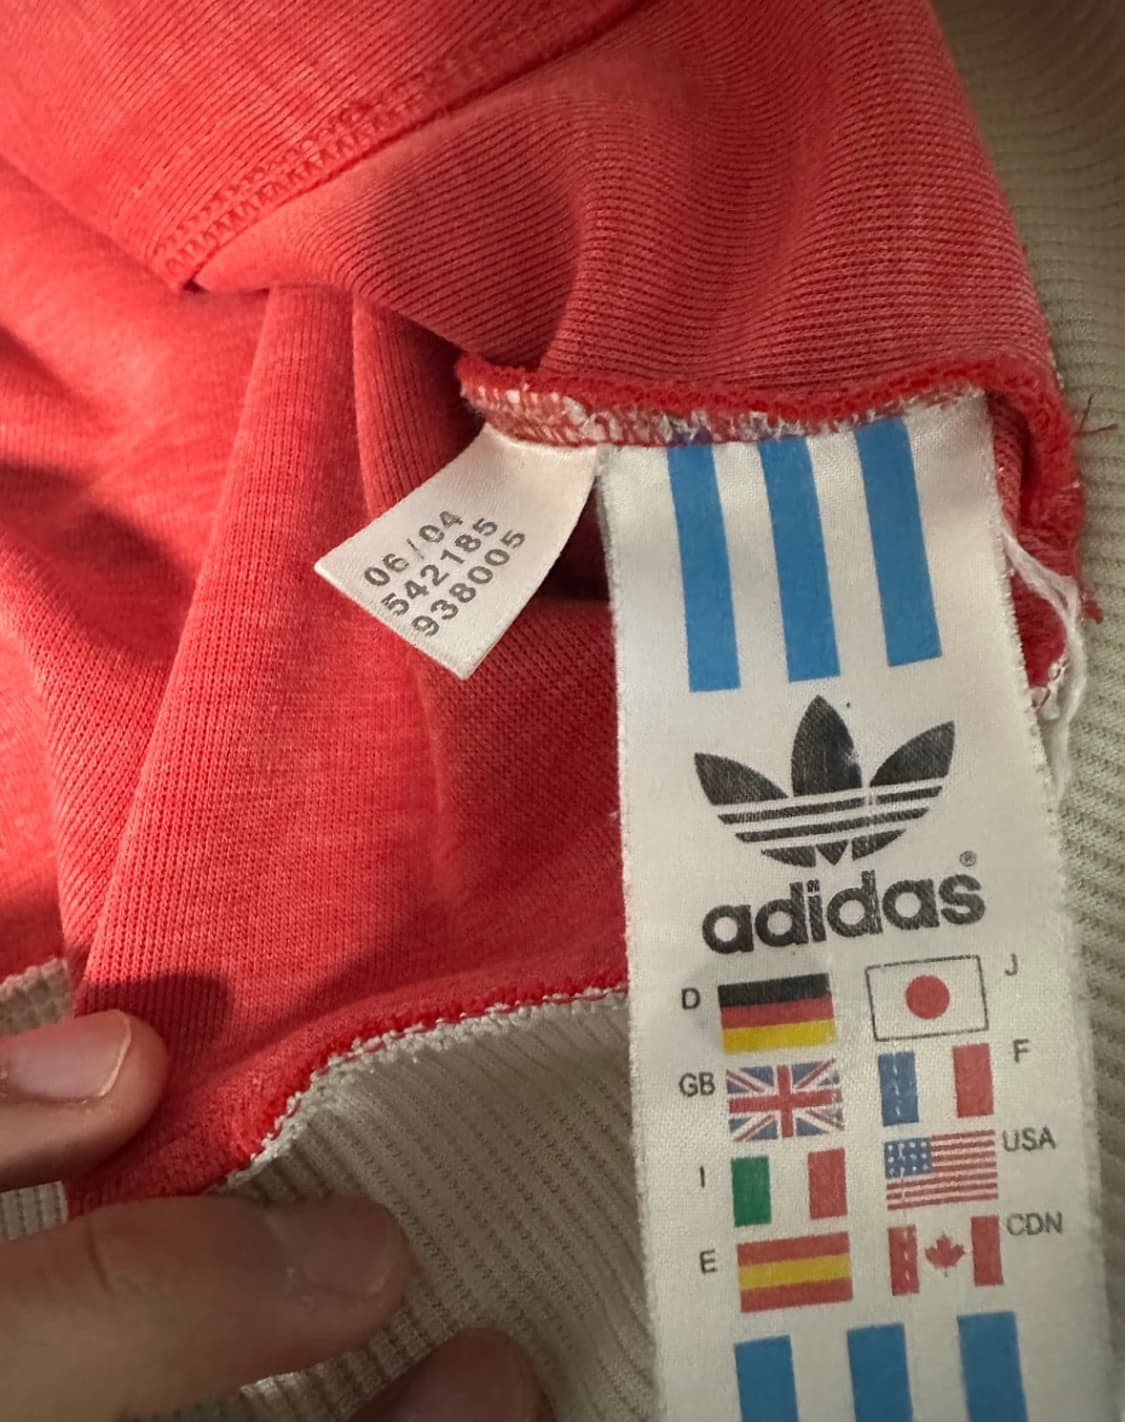 06/04
542185
938005
adidas®
D
J
GB
F
I
USA
E
CDN